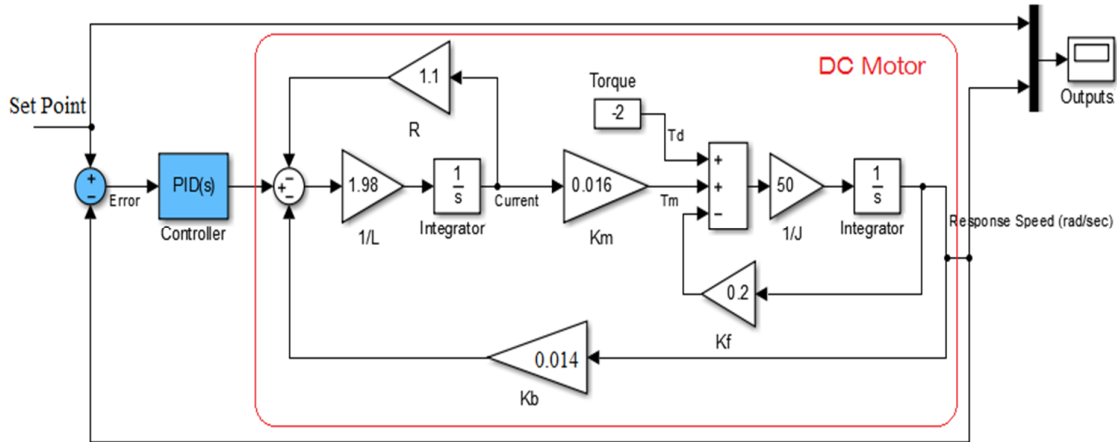 DC Motor
1.1
R
Torque
-2
Td
Outputs
Set Point
+
−
Error
PID(s)
Controller
−
+
−
1.98
1/L
1
s
Integrator
Current
0.016
Km
Tm
+
+
−
50
1/J
1
s
Integrator
Response Speed (rad/sec)
0.2
Kf
0.014
Kb